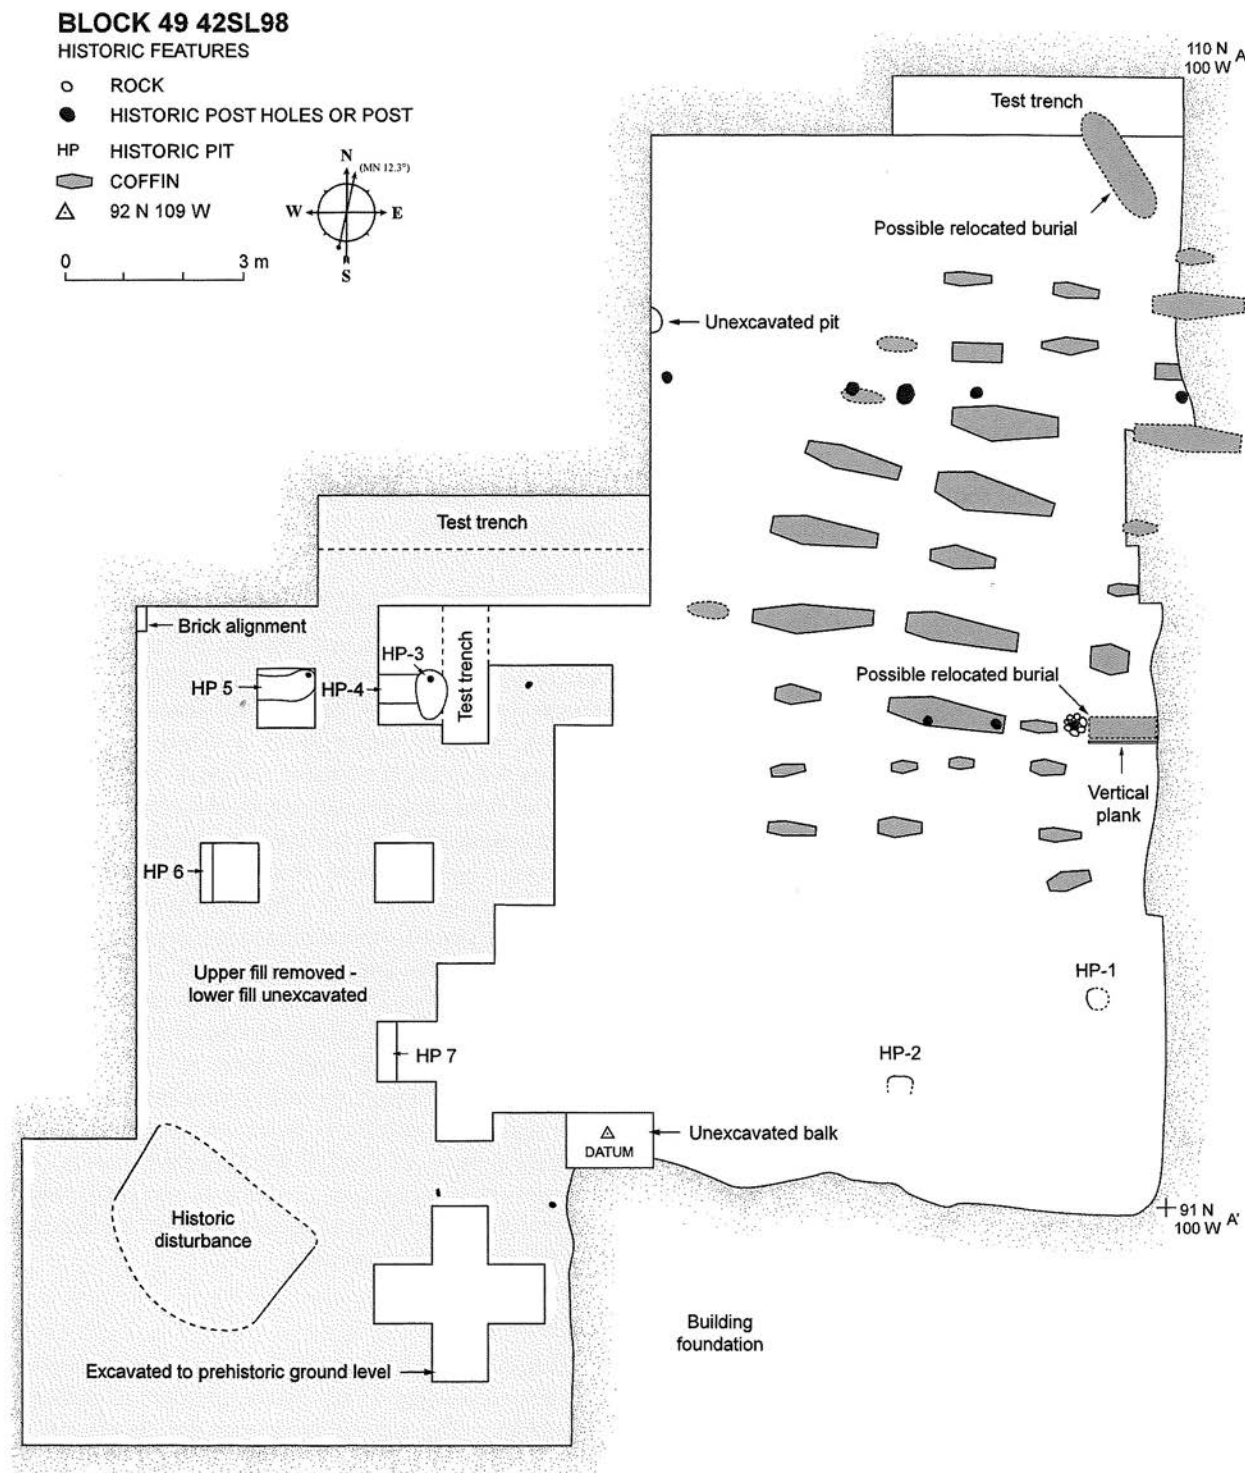 BLOCK 49 42SL98
HISTORIC FEATURES
ROCK
HISTORIC POST HOLES OR POST
HP HISTORIC PIT
COFFIN
92 N 109 W
0 3 m
N
(MN 12.3°)
W E
S
110 N
100 W A
Test trench
Possible relocated burial
Unexcavated pit
Test trench
Brick alignment
HP-3
HP 5
HP-4
Test trench
Possible relocated burial
Vertical
plank
HP 6
Upper fill removed -
lower fill unexcavated
HP-1
HP 7
HP-2
Unexcavated balk
DATUM
91 N
100 W A'
Historic
disturbance
Building
foundation
Excavated to prehistoric ground level